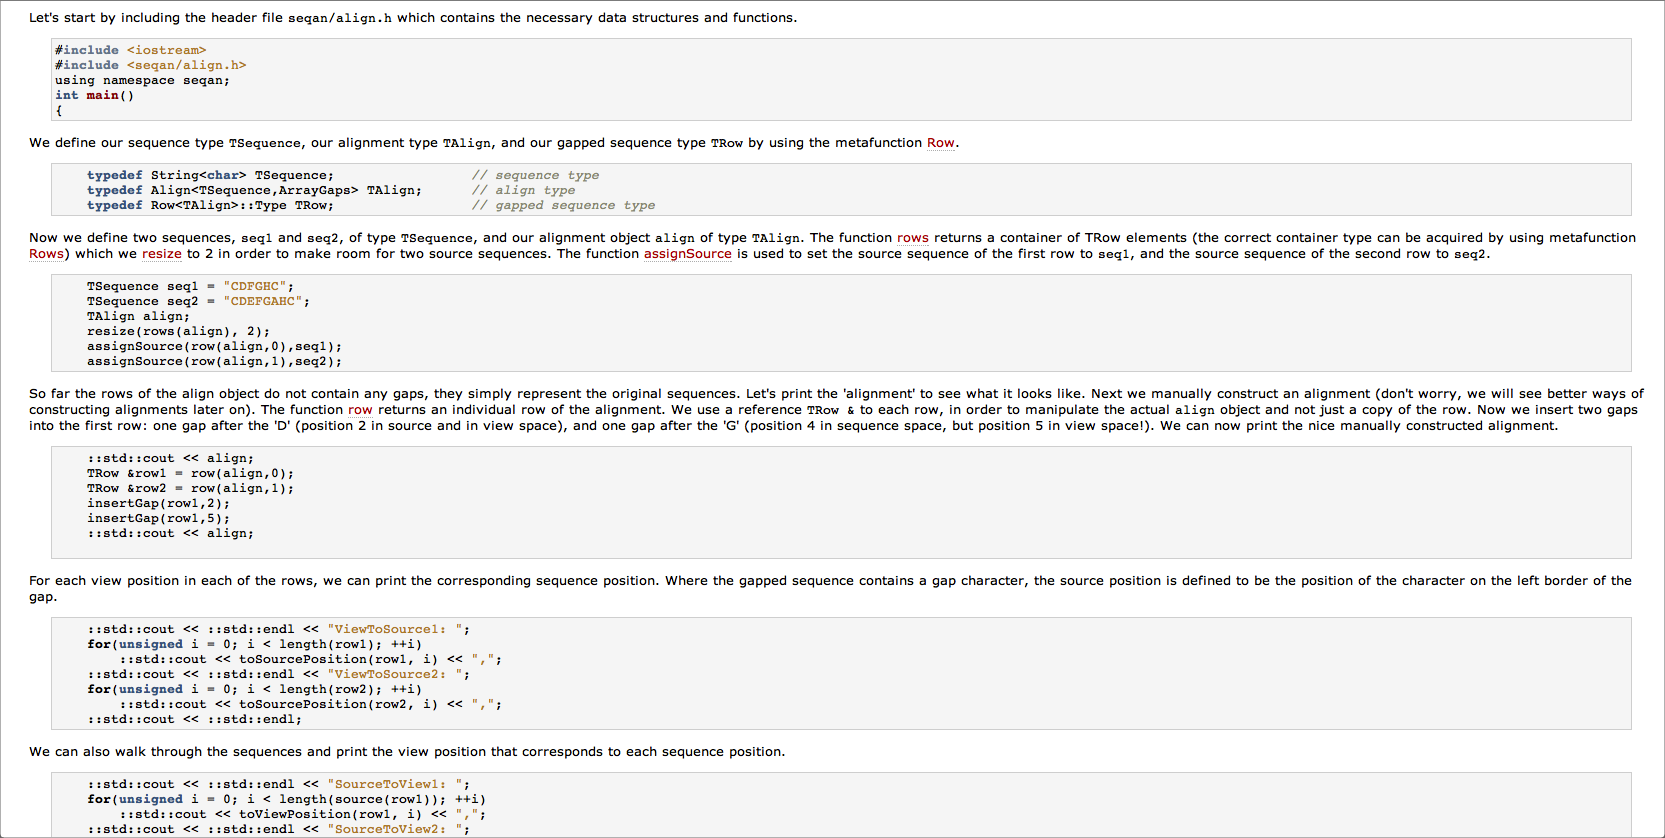 Let's start by including the header file seqan/align.h which contains the necessary data structures and functions.
#include <iostream>
#include <seqan/align.h>
using namespace seqan;
int main()
{
We define our sequence type TSequence, our alignment type TAlign, and our gapped sequence type TRow by using the metafunction Row.
typedef String<char> TSequence;                 // sequence type
typedef Align<TSequence,ArrayGaps> TAlign;      // align type
typedef Row<TAlign>::Type TRow;                 // gapped sequence type
Now we define two sequences, seq1 and seq2, of type TSequence, and our alignment object align of type TAlign. The function rows returns a container of TRow elements (the correct container type can be acquired by using metafunction
Rows) which we resize to 2 in order to make room for two source sequences. The function assignSource is used to set the source sequence of the first row to seq1, and the source sequence of the second row to seq2.
TSequence seq1 = "CDFGHC";
TSequence seq2 = "CDEFGAHC";
TAlign align;
resize(rows(align), 2);
assignSource(row(align,0),seq1);
assignSource(row(align,1),seq2);
So far the rows of the align object do not contain any gaps, they simply represent the original sequences. Let's print the 'alignment' to see what it looks like. Next we manually construct an alignment (don't worry, we will see better ways of
constructing alignments later on). The function row returns an individual row of the alignment. We use a reference TRow & to each row, in order to manipulate the actual align object and not just a copy of the row. Now we insert two gaps
into the first row: one gap after the 'D' (position 2 in source and in view space), and one gap after the 'G' (position 4 in sequence space, but position 5 in view space!). We can now print the nice manually constructed alignment.
::std::cout << align;
TRow &row1 = row(align,0);
TRow &row2 = row(align,1);
insertGap(row1,2);
insertGap(row1,5);
::std::cout << align;
For each view position in each of the rows, we can print the corresponding sequence position. Where the gapped sequence contains a gap character, the source position is defined to be the position of the character on the left border of the
gap.
::std::cout << ::std::endl << "ViewToSource1: ";
for(unsigned i = 0; i < length(row1); ++i)
::std::cout << toSourcePosition(row1, i) << ",";
::std::cout << ::std::endl << "ViewToSource2: ";
for(unsigned i = 0; i < length(row2); ++i)
::std::cout << toSourcePosition(row2, i) << ",";
::std::cout << ::std::endl;
We can also walk through the sequences and print the view position that corresponds to each sequence position.
::std::cout << ::std::endl << "SourceToView1: ";
for(unsigned i = 0; i < length(source(row1)); ++i)
::std::cout << toViewPosition(row1, i) << ",";
::std::cout << ::std::endl << "SourceToView2: ";